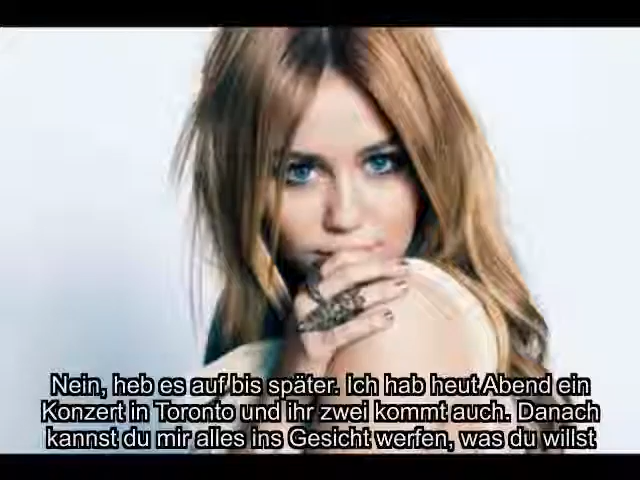 Nein, heb es auf bis später. Ich hab heut Abend ein
Konzert in Toronto und ihr zwei kommt auch. Danach
kannst du mir alles ins Gesicht werfen, was du willst